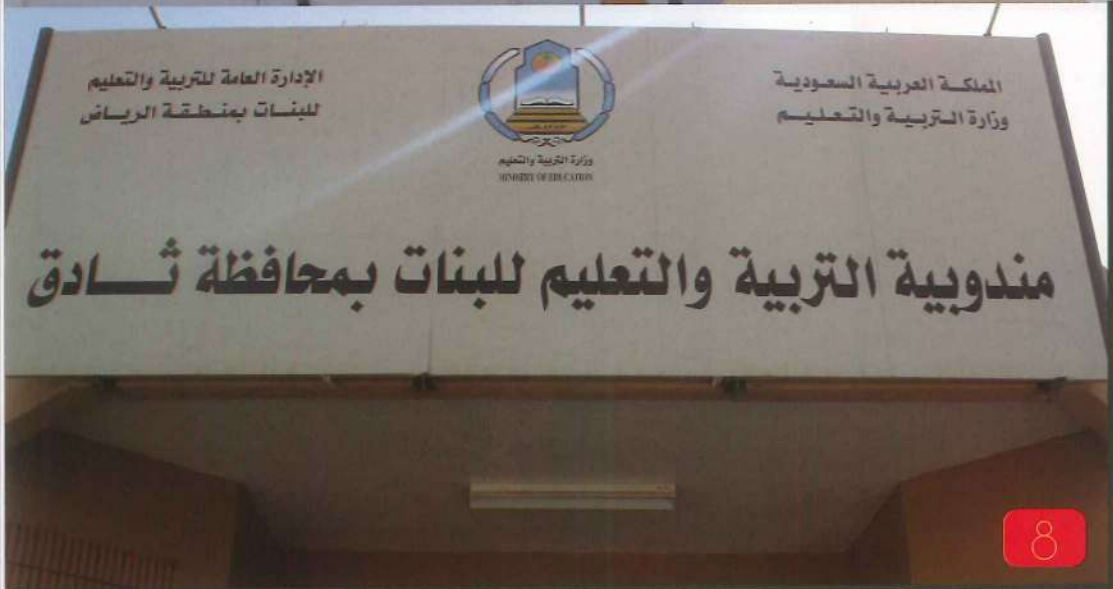 المملكة العربية السعودية
وزارة التربية والتعليم
الإدارة العامة للتربية والتعليم
للبنات بمنطقة الرياض
وزارة التربية والتعليم
MINISTRY OF EDUCATION
مندوبية التربية والتعليم للبنات بمحافظة ثادق
8